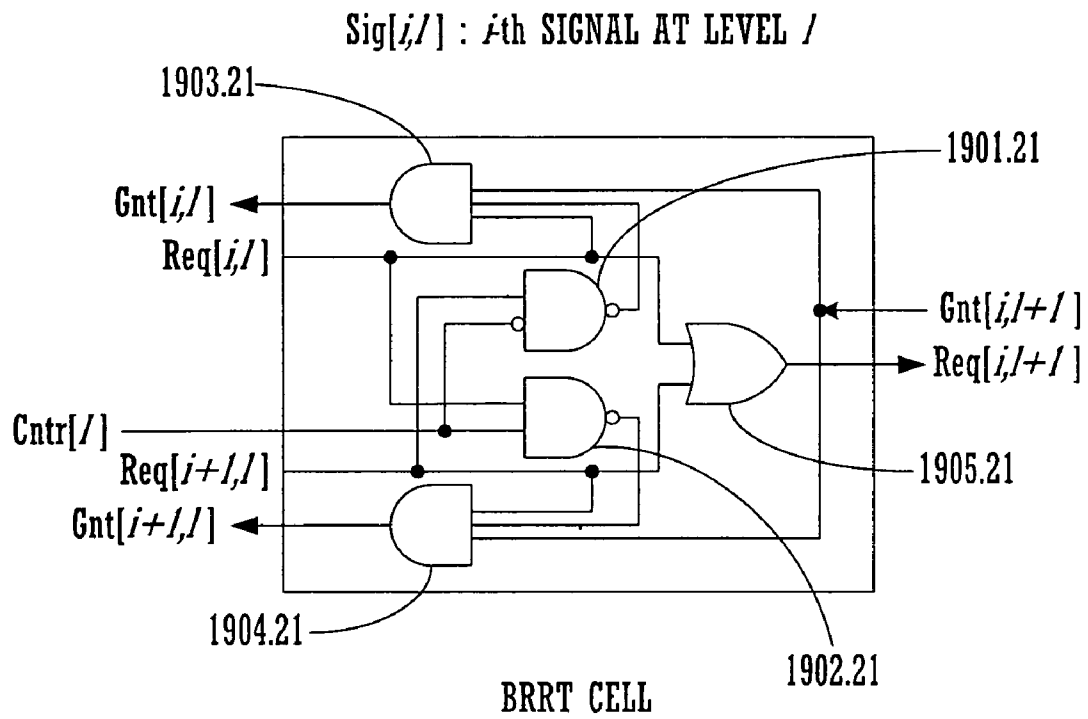 Sig[i,l] : i-th SIGNAL AT LEVEL l
1903.21
1901.21
Gnt[i,l]
Req[i,l]
Gnt[i,l+1]
Req[i,l+1]
Cntr[l]
Req[i+1,l]
1905.21
Gnt[i+1,l]
1904.21
1902.21
BRRT CELL